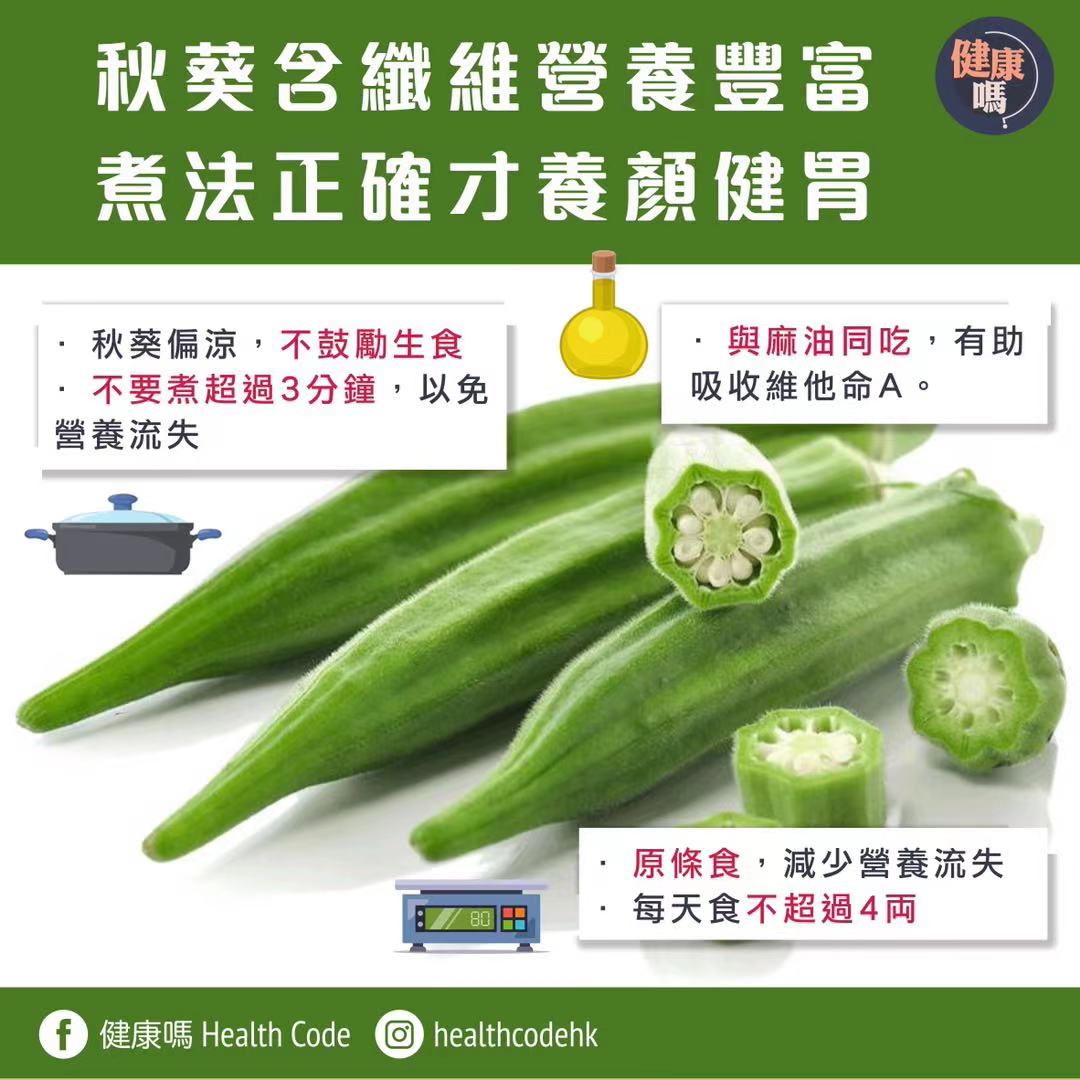 秋葵含纖維營養豐富
煮法正確才養顏健胃
健康
嗎?
· 秋葵偏涼，不鼓勵生食
· 不要煮超過3分鐘，以免
營養流失
· 與麻油同吃，有助
吸收維他命A。
· 原條食，減少營養流失
· 每天食不超過4両
80
健康嗎 Health Code
healthcodehk